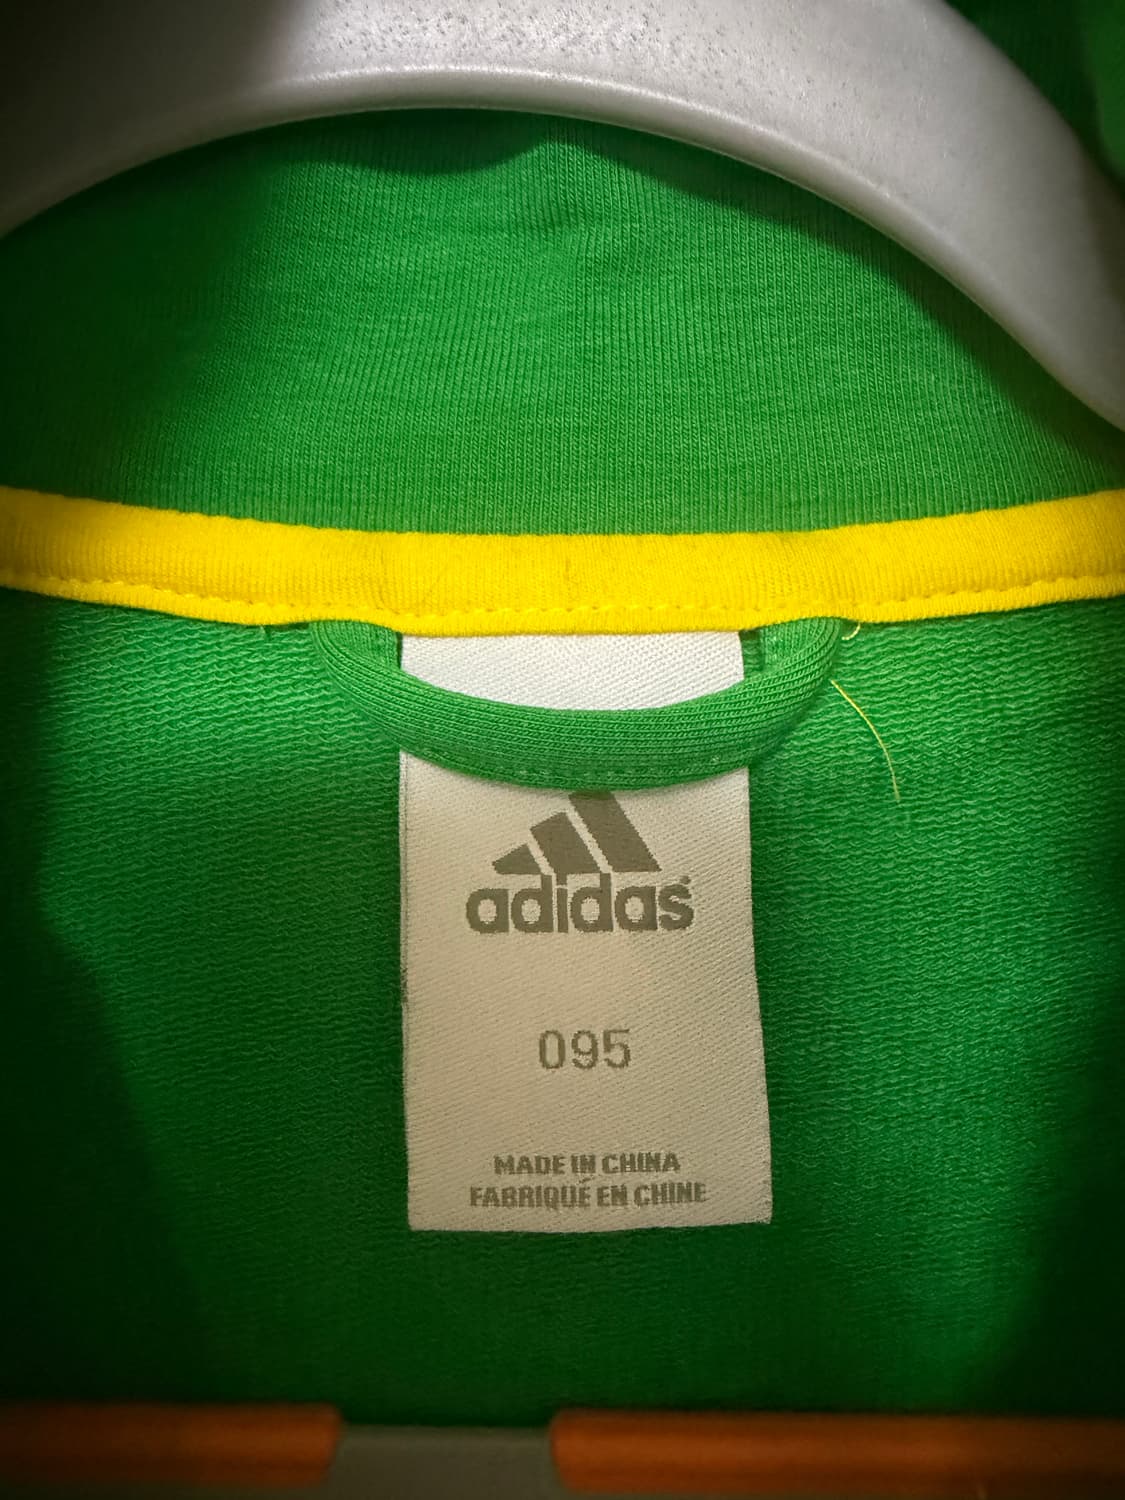 adidas®
095
MADE IN CHINA
FABRIQUÉ EN CHINE